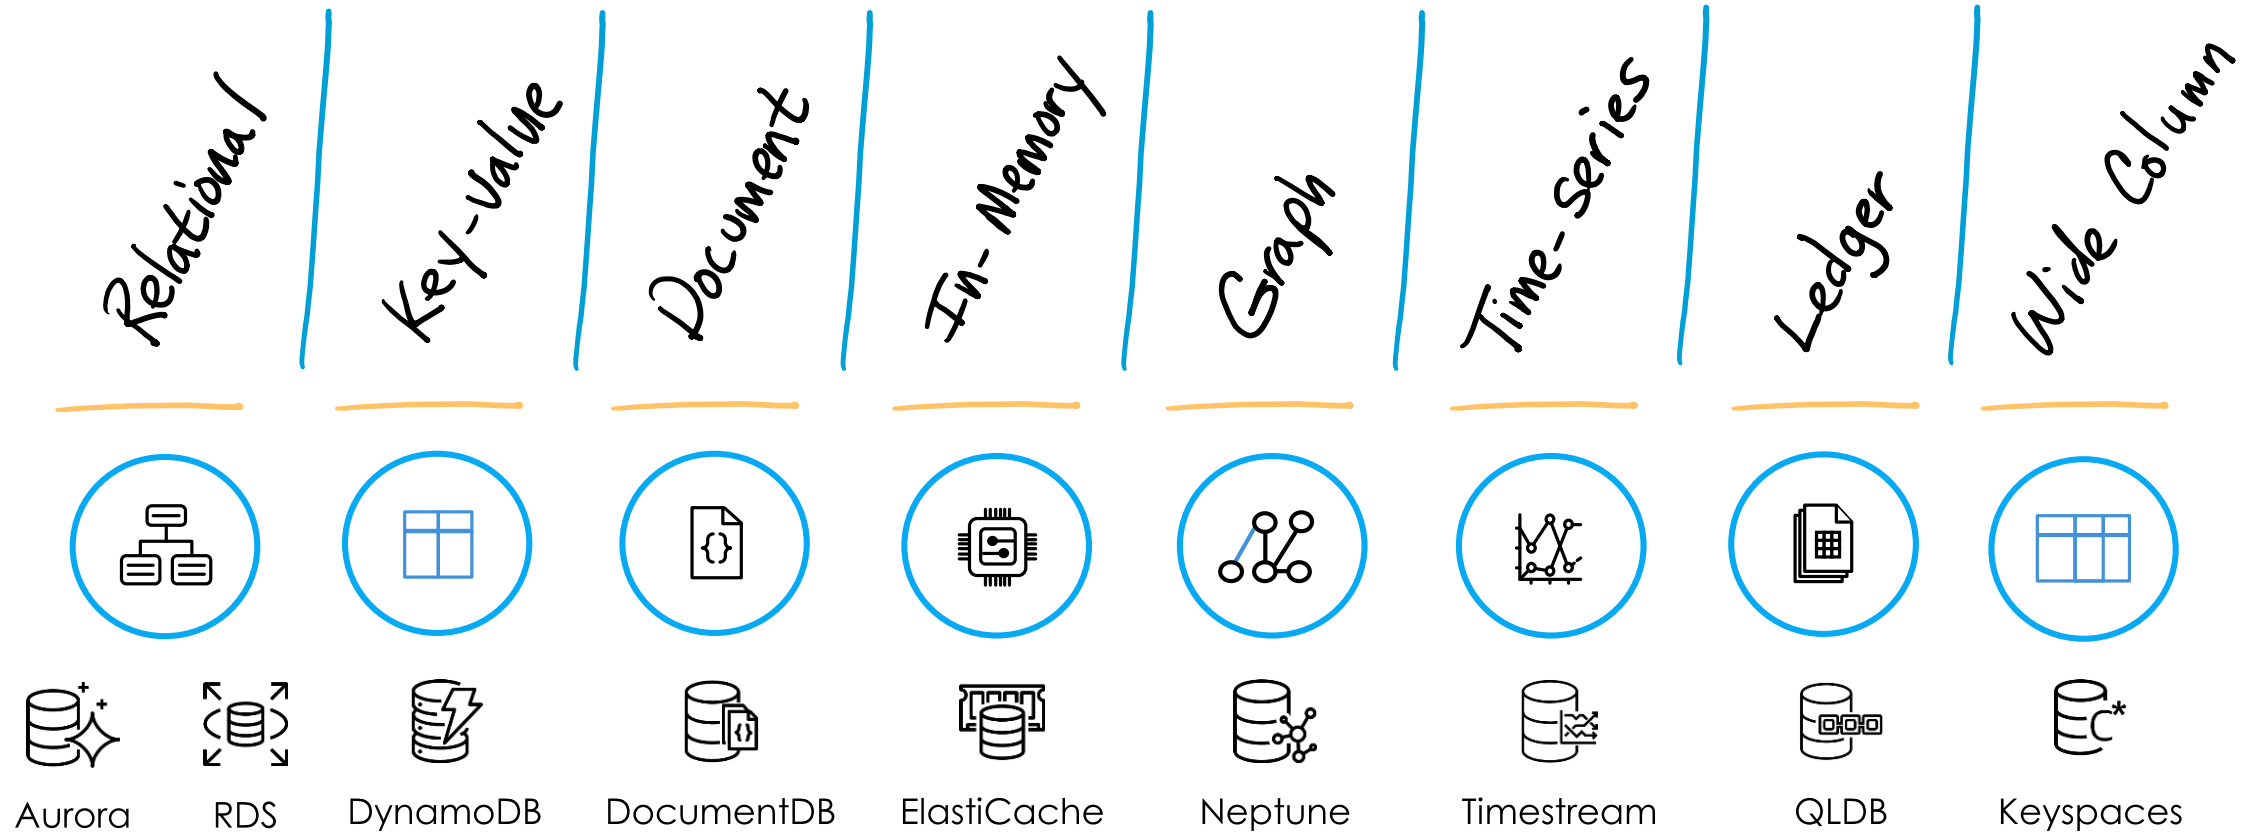 Relational
Key-value
Document
In-Memory
Graph
Time-series
Ledger
Wide Column
{}
{}
C*
Aurora
RDS
DynamoDB
DocumentDB
ElastiCache
Neptune
Timestream
QLDB
Keyspaces